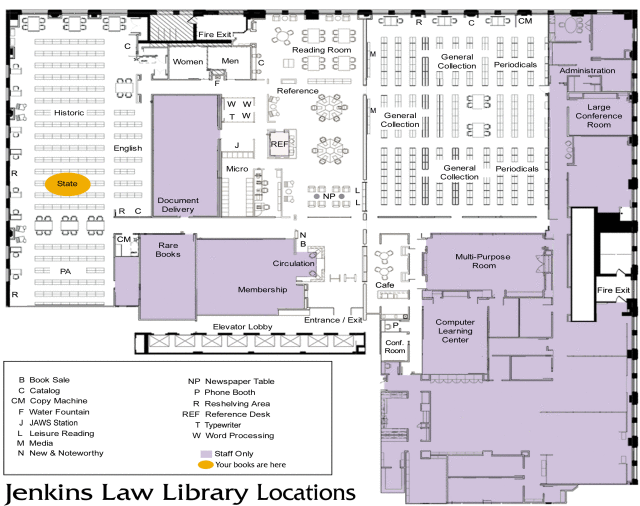 Fire Exit
Reading Room
R
C
CM
C
Women
Men
C
M
General
Collection
Periodicals
Administration
F
Reference
Historic
W W
T W
M
General
Collection
Large
Conference
Room
English
J
REF
R
Micro
General
Collection
Periodicals
State
Document
Delivery
NP
L
L
R C
CM
Rare
Books
N
B
Circulation
Multi-Purpose
Room
PA
Membership
Cafe
Fire Exit
R
Entrance / Exit
Elevator Lobby
P
Conf.
Room
Computer
Learning
Center
B Book Sale
C Catalog
CM Copy Machine
F Water Fountain
J JAWS Station
L Leisure Reading
M Media
N New & Noteworthy
NP Newspaper Table
P Phone Booth
R Reshelving Area
REF Reference Desk
T Typewriter
W Word Processing
Staff Only
Your books are here
Jenkins Law Library Locations